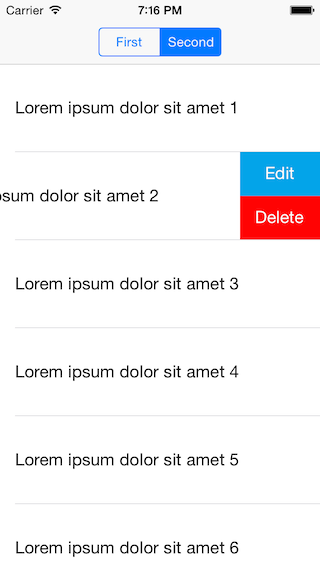 Carrier 7:16 PM
First Second
Lorem ipsum dolor sit amet 1
Edit
sum dolor sit amet 2
Delete
Lorem ipsum dolor sit amet 3
Lorem ipsum dolor sit amet 4
Lorem ipsum dolor sit amet 5
Lorem ipsum dolor sit amet 6